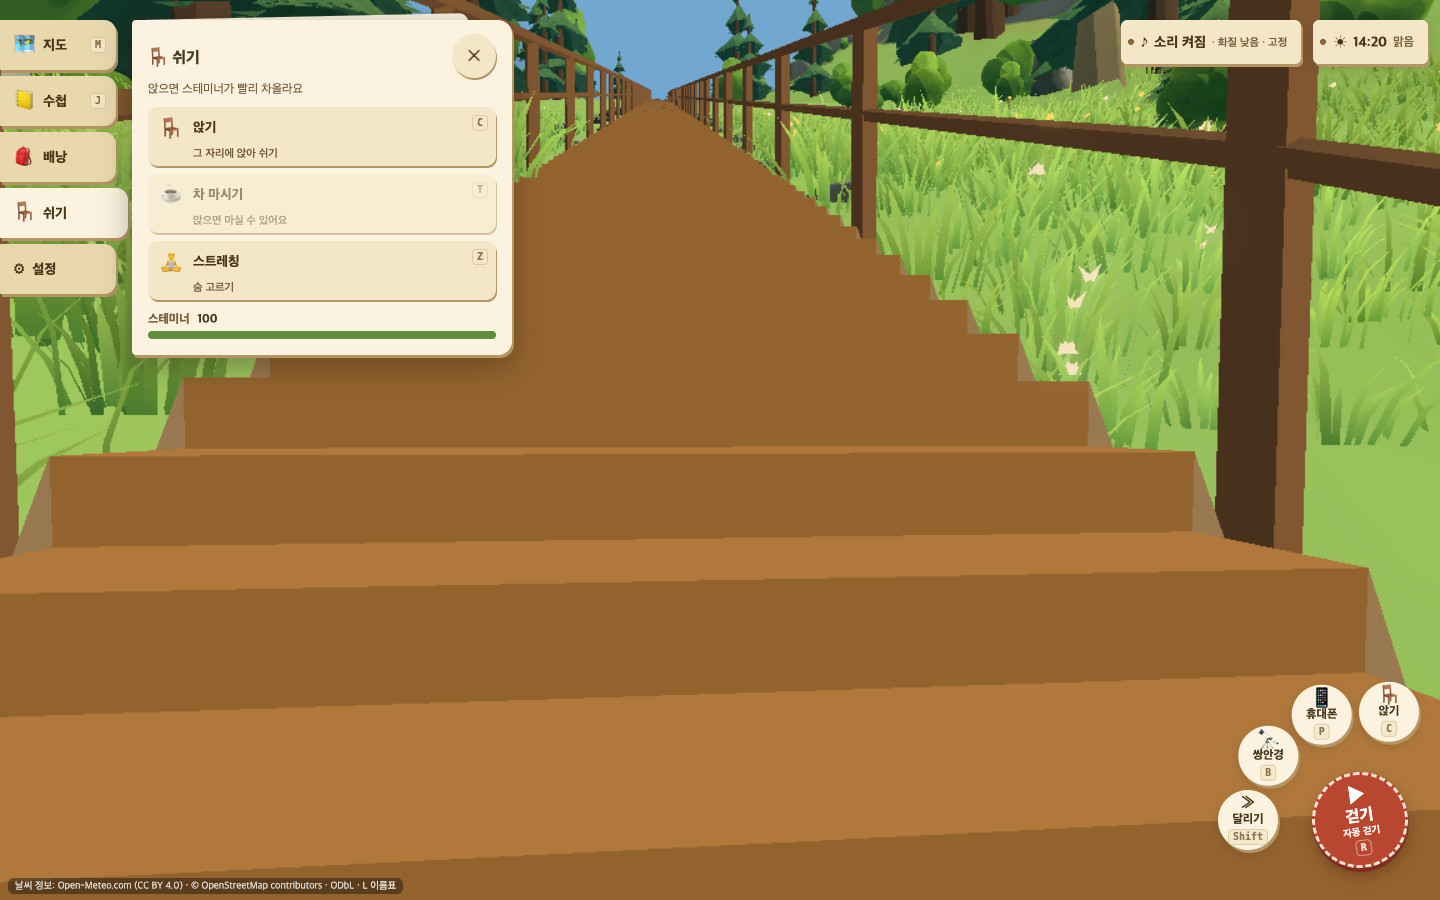 지도 M
수첩 J
배낭
쉬기
설정
쉬기
앉으면 스테미너가 빨리 차올라요
앉기 C
그 자리에 앉아 쉬기
차 마시기 T
앉으면 마실 수 있어요
스트레칭 Z
숨 고르기
스테미너 100
소리 켜짐 · 화질 낮음 · 고정
14:20 맑음
휴대폰
P
앉기
C
쌍안경
B
달리기
Shift
걷기
자동 걷기
R
날씨 정보: Open-Meteo.com (CC BY 4.0) · © OpenStreetMap contributors · ODbL · L 이름표